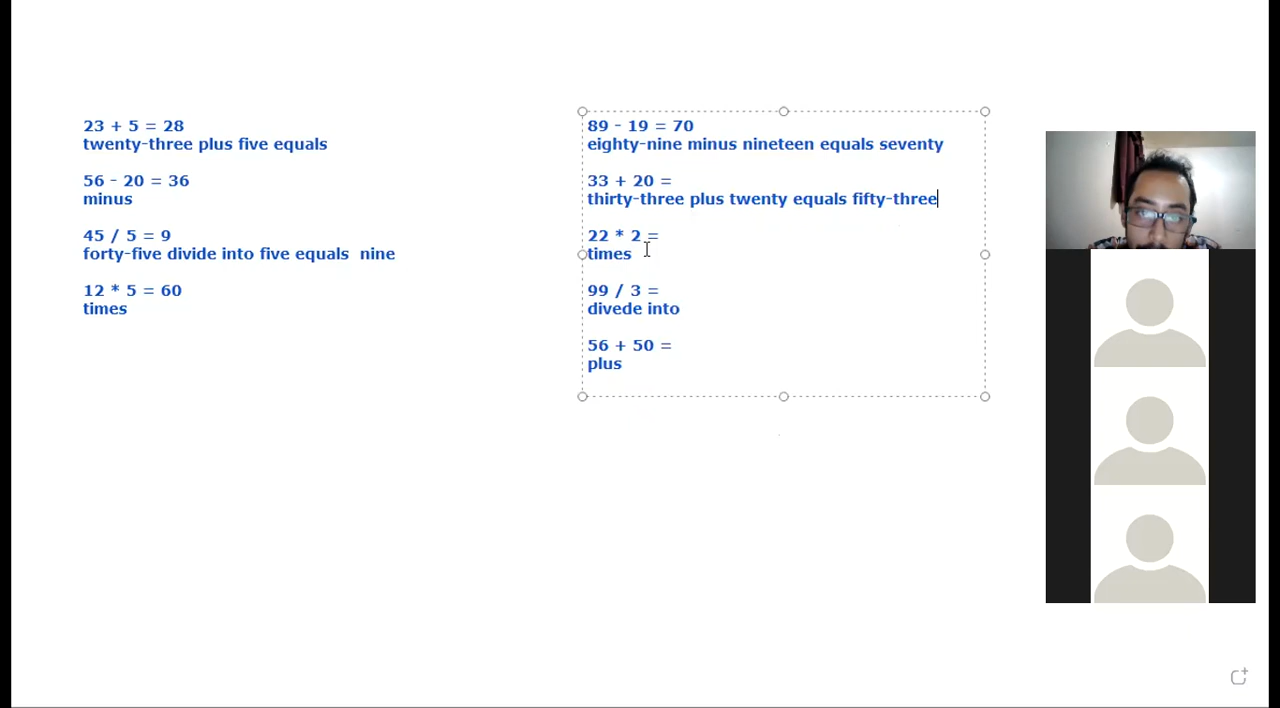 23 + 5 = 28
twenty-three plus five equals
56 - 20 = 36
minus
45 / 5 = 9
forty-five divide into five equals  nine
12 * 5 = 60
times
89 - 19 = 70
eighty-nine minus nineteen equals seventy
33 + 20 =
thirty-three plus twenty equals fifty-three
22 * 2 =
times
99 / 3 =
divede into
56 + 50 =
plus